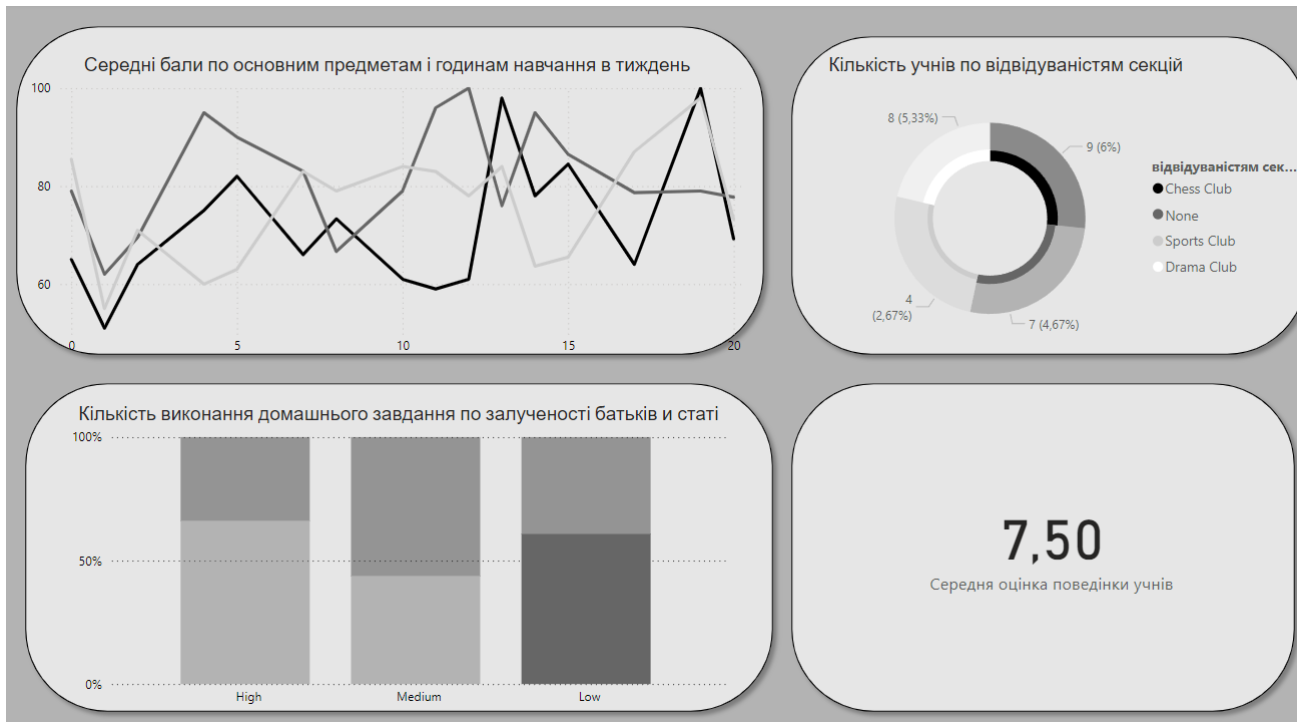 Середні бали по основним предметам і годинам навчання в тиждень
100
80
60
0
5
10
15
20
Кількість учнів по відвідуваністям секцій
8 (5,33%)
9 (6%)
4
(2,67%)
7 (4,67%)
відвідуваністям сек...
Chess Club
None
Sports Club
Drama Club
Кількість виконання домашнього завдання по залученості батьків и статі
100%
50%
0%
High
Medium
Low
7,50
Середня оцінка поведінки учнів